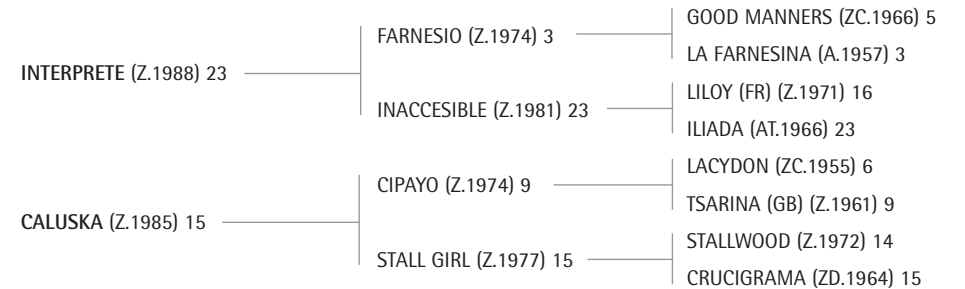 GOOD MANNERS (ZC.1966) 5
FARNESIO (Z.1974) 3
LA FARNESINA (A.1957) 3
INTERPRETE (Z.1988) 23
LILOY (FR) (Z.1971) 16
INACCESIBLE (Z.1981) 23
ILIADA (AT.1966) 23
LACYDON (ZC.1955) 6
CIPAYO (Z.1974) 9
TSARINA (GB) (Z.1961) 9
CALUSKA (Z.1985) 15
STALLWOOD (Z.1972) 14
STALL GIRL (Z.1977) 15
CRUCIGRAMA (ZD.1964) 15